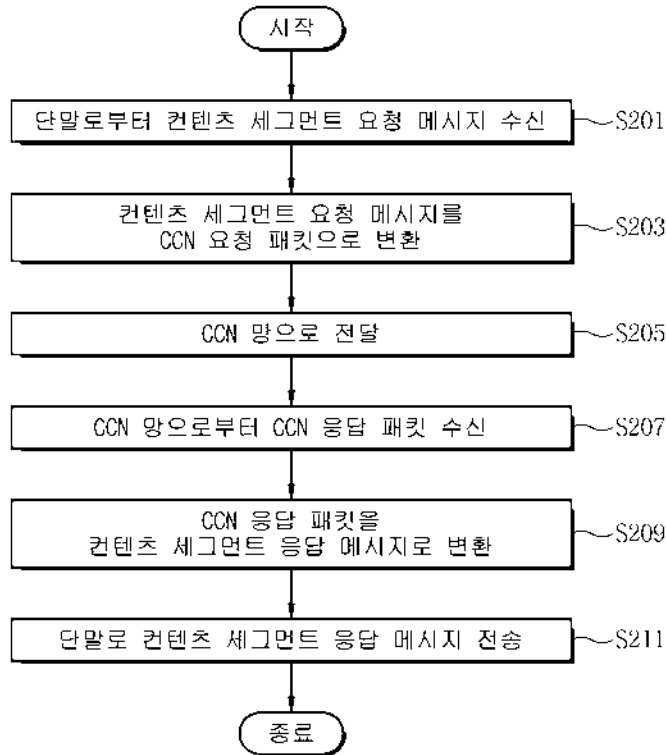 시작
단말로부터 컨텐츠 세그먼트 요청 메시지 수신 S201
컨텐츠 세그먼트 요청 메시지를
CCN 요청 패킷으로 변환 S203
CCN 망으로 전달 S205
CCN 망으로부터 CCN 응답 패킷 수신 S207
CCN 응답 패킷을
컨텐츠 세그먼트 응답 메시지로 변환 S209
단말로 컨텐츠 세그먼트 응답 메시지 전송 S211
종료